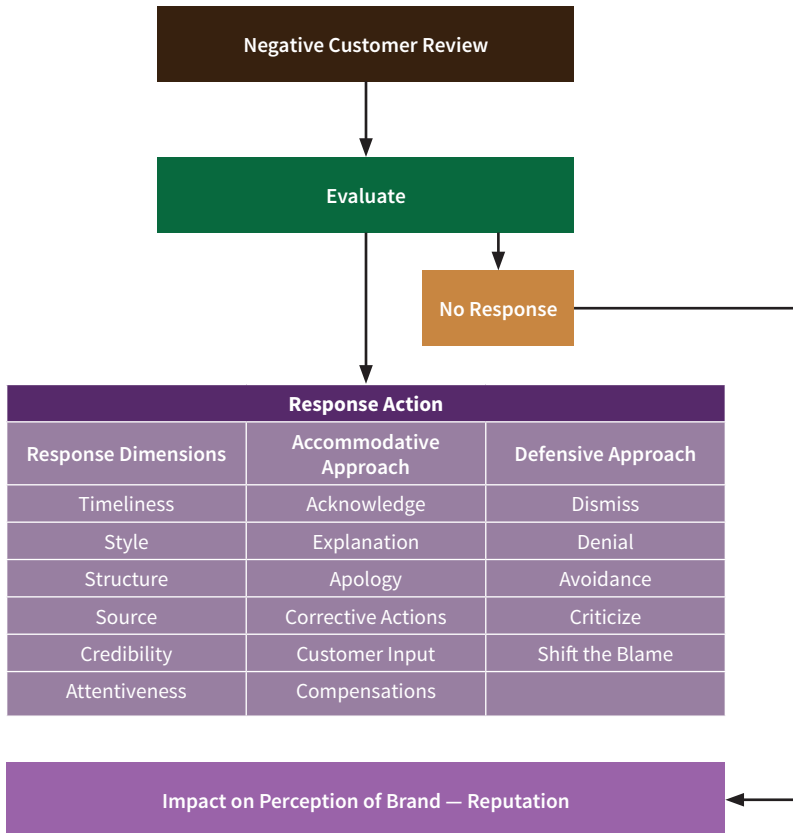 Negative Customer Review
Evaluate
No Response
Response Action
Response Dimensions
Accommodative
Approach
Defensive Approach
Timeliness
Acknowledge
Dismiss
Style
Explanation
Denial
Structure
Apology
Avoidance
Source
Corrective Actions
Criticize
Credibility
Customer Input
Shift the Blame
Attentiveness
Compensations
Impact on Perception of Brand — Reputation